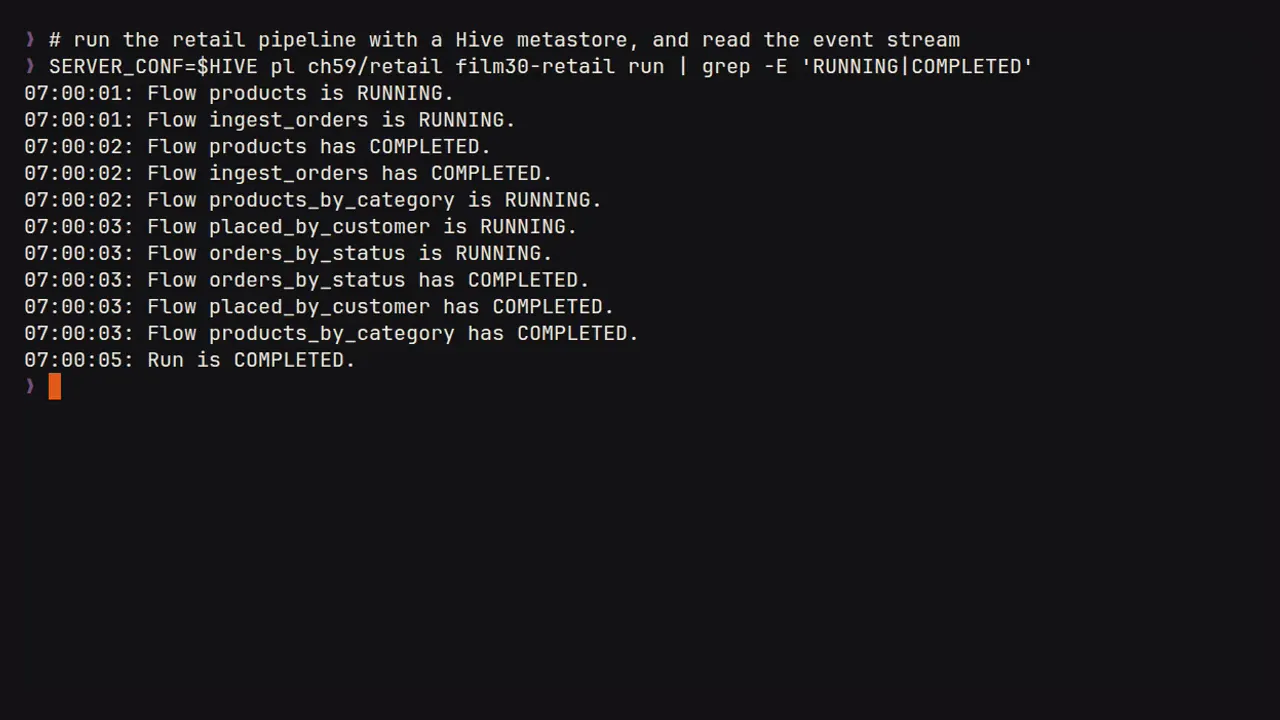 ❯ # run the retail pipeline with a Hive metastore, and read the event stream
❯ SERVER_CONF=$HIVE pl ch59/retail film30-retail run | grep -E 'RUNNING|COMPLETED'
07:00:01: Flow products is RUNNING.
07:00:01: Flow ingest_orders is RUNNING.
07:00:02: Flow products has COMPLETED.
07:00:02: Flow ingest_orders has COMPLETED.
07:00:02: Flow products_by_category is RUNNING.
07:00:03: Flow placed_by_customer is RUNNING.
07:00:03: Flow orders_by_status is RUNNING.
07:00:03: Flow orders_by_status has COMPLETED.
07:00:03: Flow placed_by_customer has COMPLETED.
07:00:03: Flow products_by_category has COMPLETED.
07:00:05: Run is COMPLETED.
❯